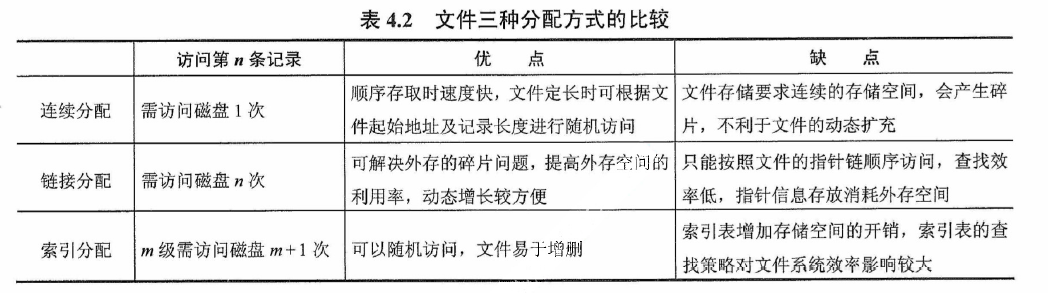 表 4.2 文件三种分配方式的比较
访问第 n 条记录 优 点 缺 点
连续分配 需访问磁盘 1 次 顺序存取时速度快，文件定长时可根据文
件起始地址及记录长度进行随机访问 文件存储要求连续的存储空间，会产生碎
片，不利于文件的动态扩充
链接分配 需访问磁盘 n 次 可解决外存的碎片问题，提高外存空间的
利用率，动态增长较方便 只能按照文件的指针链顺序访问，查找效
率低，指针信息存放消耗外存空间
索引分配 m 级需访问磁盘 m+1 次 可以随机访问，文件易于增删 索引表增加存储空间的开销，索引表的查
找策略对文件系统效率影响较大